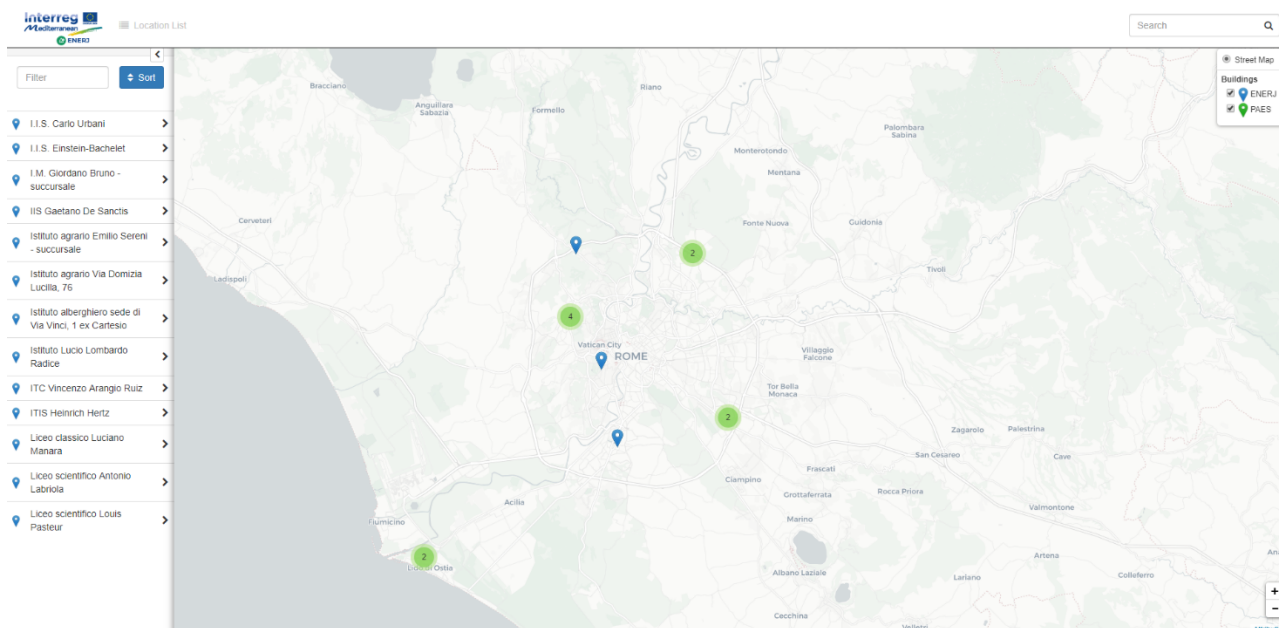 Interreg
Mediterranean
ENERJ
Location List
Search
Filter
Sort
I.I.S. Carlo Urbani
I.I.S. Einstein-Bachelet
I.M. Giordano Bruno -
succursale
IIS Gaetano De Sanctis
Istituto agrario Emilio Sereni
- succursale
Istituto agrario Via Domizia
Lucilla, 76
Istituto alberghiero sede di
Via Vinci, 1 ex Cartesio
Istituto Lucio Lombardo
Radice
ITC Vincenzo Arangio Ruiz
ITIS Heinrich Hertz
Liceo classico Luciano
Manara
Liceo scientifico Antonio
Labriola
Liceo scientifico Louis
Pasteur
Street Map
Buildings
ENERJ
PAES
Bracciano
Riano
Anguillara
Sabazia
Formello
Palombara
Sabina
Monterotondo
Mentana
Cerveteri
Fonte Nuova
Guidonia
2
Tivoli
Ladispoli
4
Vatican City
ROME
Villaggio
Falcone
Tor Bella
Monaca
2
Zagarolo
Palestrina
San Cesareo
Cave
Frascati
Ciampino
Grottaferrata
Rocca Priora
Acilia
Valmontone
Fiumicino
Marino
2
Lido di Ostia
Artena
Albano Laziale
Lariano
Colleferro
+
-
Cecchina
Velletri